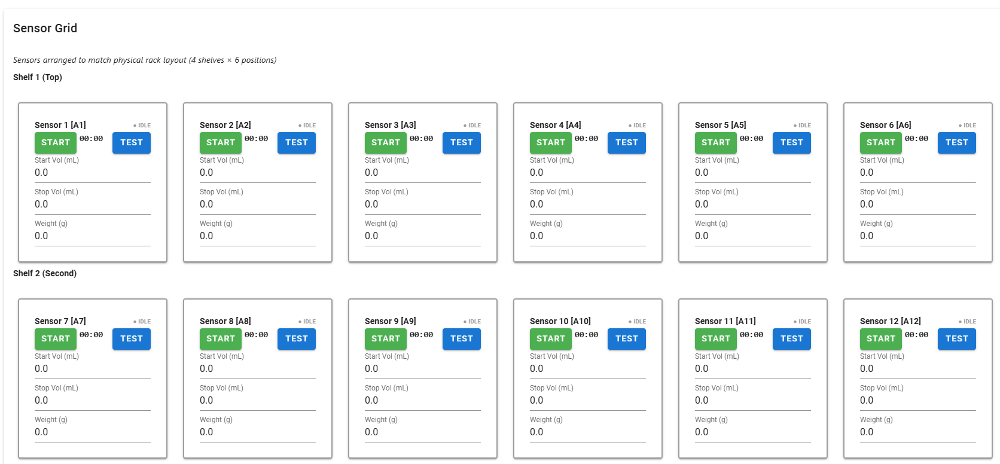 Sensor Grid
Sensors arranged to match physical rack layout (4 shelves × 6 positions)
Shelf 1 (Top)
Sensor 1 [A1] ● IDLE
START 00:00 TEST
Start Vol (mL)
0.0
Stop Vol (mL)
0.0
Weight (g)
0.0
Sensor 2 [A2] ● IDLE
START 00:00 TEST
Start Vol (mL)
0.0
Stop Vol (mL)
0.0
Weight (g)
0.0
Sensor 3 [A3] ● IDLE
START 00:00 TEST
Start Vol (mL)
0.0
Stop Vol (mL)
0.0
Weight (g)
0.0
Sensor 4 [A4] ● IDLE
START 00:00 TEST
Start Vol (mL)
0.0
Stop Vol (mL)
0.0
Weight (g)
0.0
Sensor 5 [A5] ● IDLE
START 00:00 TEST
Start Vol (mL)
0.0
Stop Vol (mL)
0.0
Weight (g)
0.0
Sensor 6 [A6] ● IDLE
START 00:00 TEST
Start Vol (mL)
0.0
Stop Vol (mL)
0.0
Weight (g)
0.0
Shelf 2 (Second)
Sensor 7 [A7] ● IDLE
START 00:00 TEST
Start Vol (mL)
0.0
Stop Vol (mL)
0.0
Weight (g)
0.0
Sensor 8 [A8] ● IDLE
START 00:00 TEST
Start Vol (mL)
0.0
Stop Vol (mL)
0.0
Weight (g)
0.0
Sensor 9 [A9] ● IDLE
START 00:00 TEST
Start Vol (mL)
0.0
Stop Vol (mL)
0.0
Weight (g)
0.0
Sensor 10 [A10] ● IDLE
START 00:00 TEST
Start Vol (mL)
0.0
Stop Vol (mL)
0.0
Weight (g)
0.0
Sensor 11 [A11] ● IDLE
START 00:00 TEST
Start Vol (mL)
0.0
Stop Vol (mL)
0.0
Weight (g)
0.0
Sensor 12 [A12] ● IDLE
START 00:00 TEST
Start Vol (mL)
0.0
Stop Vol (mL)
0.0
Weight (g)
0.0